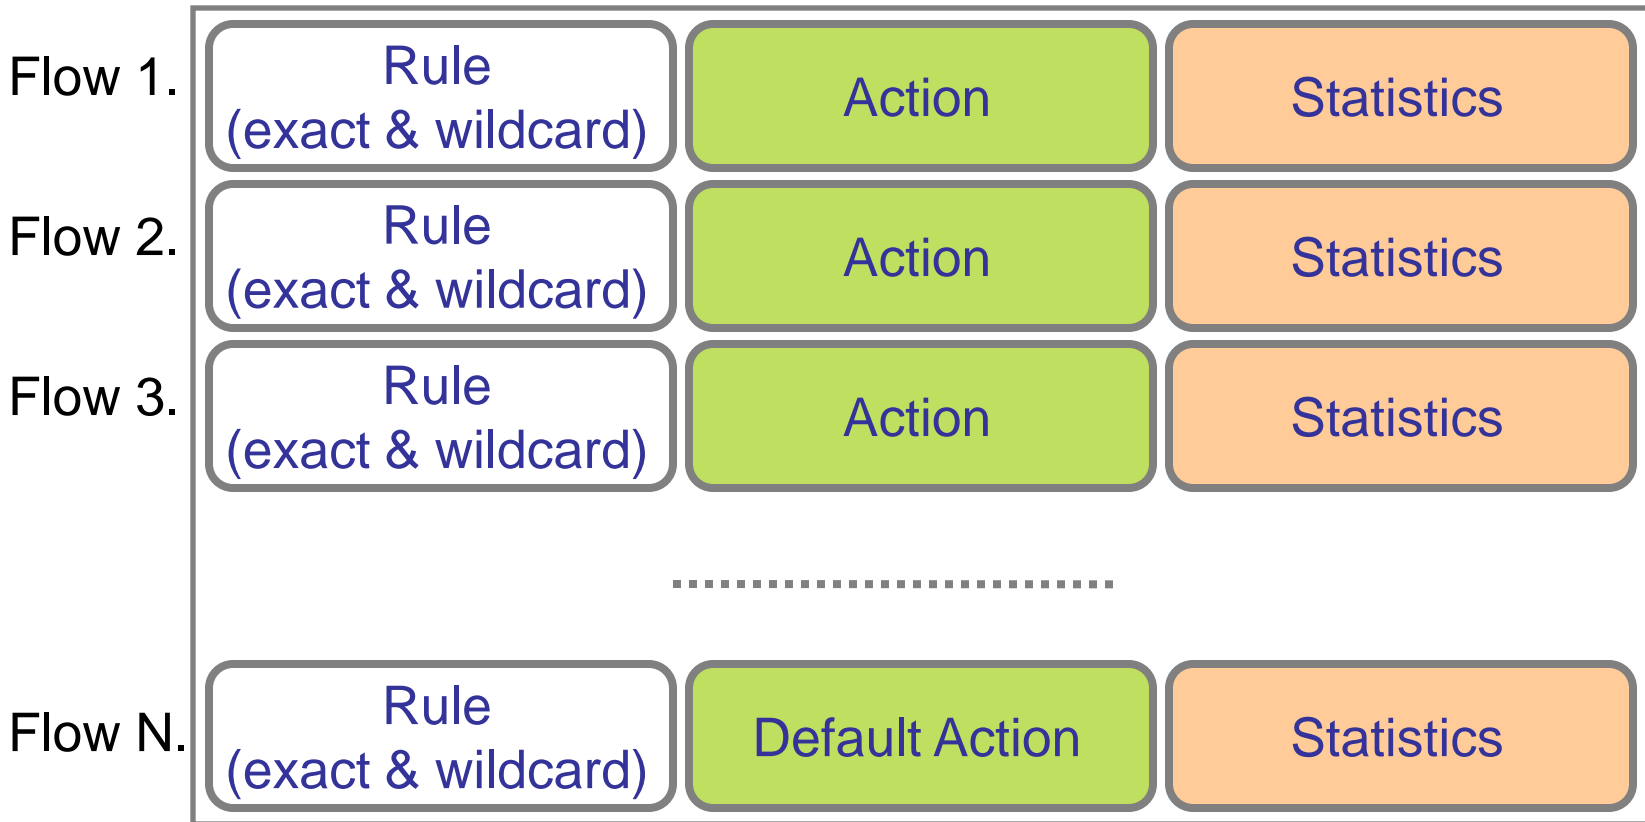 Flow 1.
Rule
(exact & wildcard)
Action
Statistics
Flow 2.
Rule
(exact & wildcard)
Action
Statistics
Flow 3.
Rule
(exact & wildcard)
Action
Statistics
Flow N.
Rule
(exact & wildcard)
Default Action
Statistics